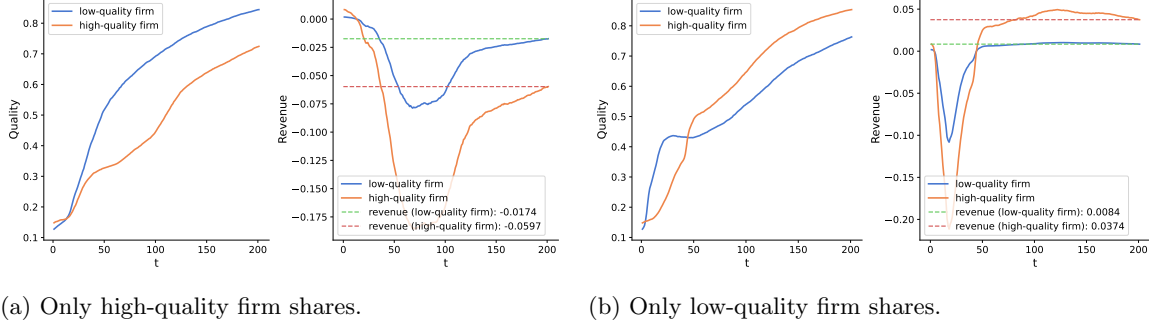 low-quality firm
high-quality firm
0.8
0.7
0.6
0.5
0.4
0.3
0.2
0.1
Quality
0
50
100
150
200
t
0.000
−0.025
−0.050
−0.075
−0.100
−0.125
−0.150
−0.175
Revenue
low-quality firm
high-quality firm
revenue (low-quality firm): -0.0174
revenue (high-quality firm): -0.0597
0
50
100
150
200
t
(a) Only high-quality firm shares.
low-quality firm
high-quality firm
0.8
0.7
0.6
0.5
0.4
0.3
0.2
0.1
Quality
0
50
100
150
200
t
0.05
0.00
−0.05
−0.10
−0.15
−0.20
Revenue
low-quality firm
high-quality firm
revenue (low-quality firm): 0.0084
revenue (high-quality firm): 0.0374
0
50
100
150
200
t
(b) Only low-quality firm shares.